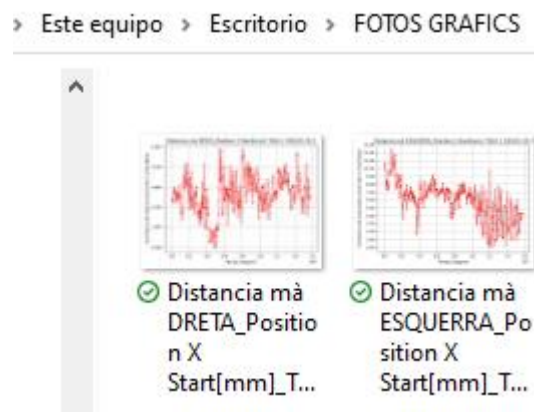 Este equipo > Escritorio > FOTOS GRAFICS
Distancia mà
DRETA_Positio
n X
Start[mm]_T...
Distancia mà
ESQUERRA_Po
sition X
Start[mm]_T...